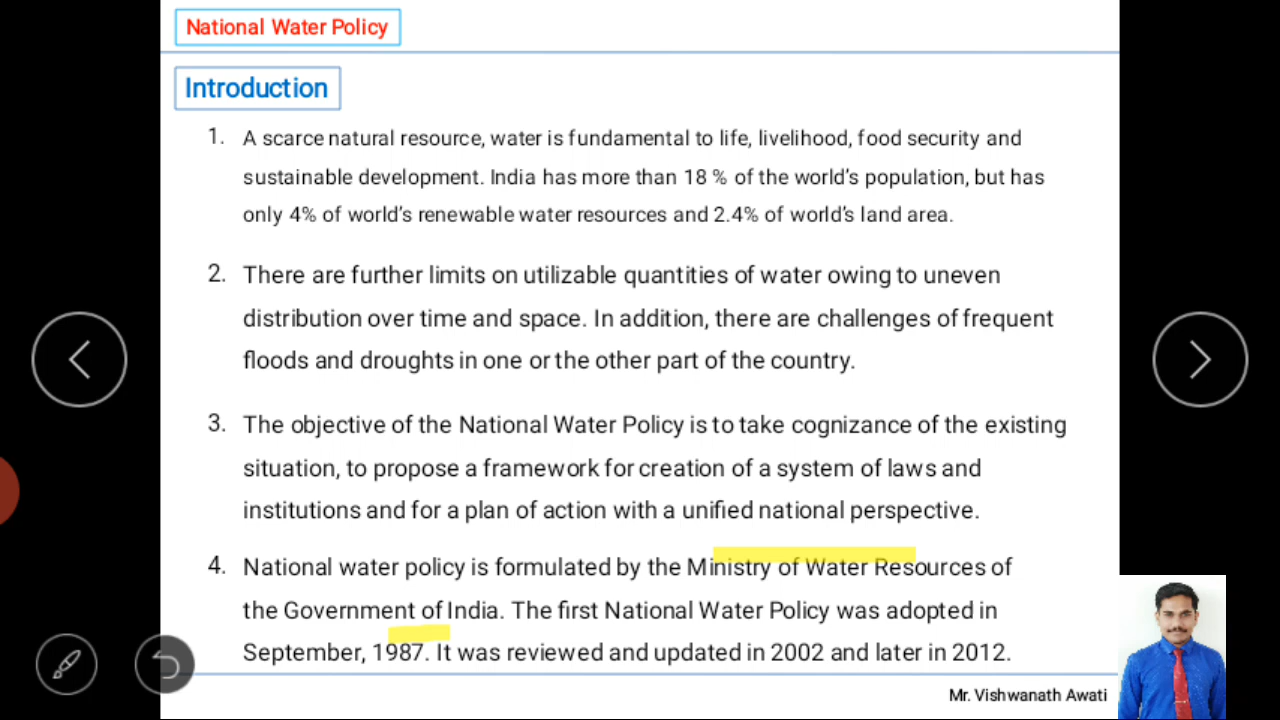 National Water Policy
Introduction
1. A scarce natural resource, water is fundamental to life, livelihood, food security and
sustainable development. India has more than 18 % of the world's population, but has
only 4% of world's renewable water resources and 2.4% of world's land area.
2. There are further limits on utilizable quantities of water owing to uneven
distribution over time and space. In addition, there are challenges of frequent
floods and droughts in one or the other part of the country.
3. The objective of the National Water Policy is to take cognizance of the existing
situation, to propose a framework for creation of a system of laws and
institutions and for a plan of action with a unified national perspective.
4. National water policy is formulated by the Ministry of Water Resources of
the Government of India. The first National Water Policy was adopted in
September, 1987. It was reviewed and updated in 2002 and later in 2012.
Mr. Vishwanath Awati